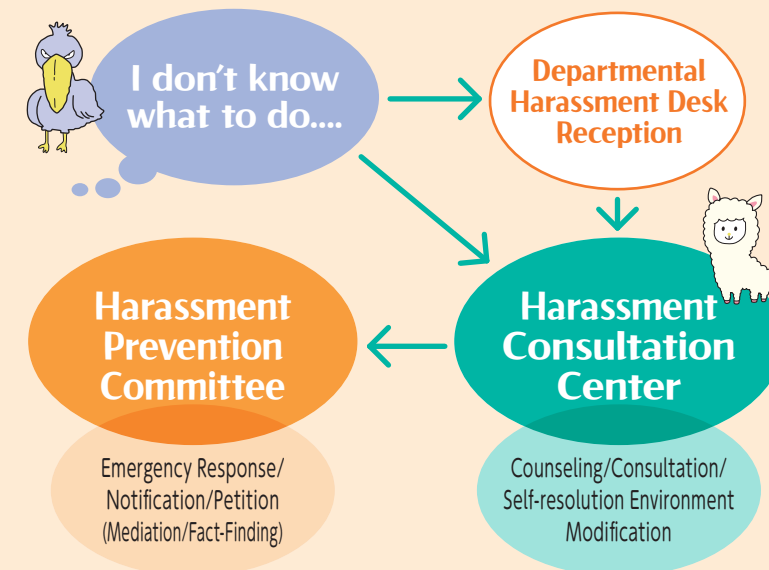 I don't know
what to do....
Departmental
Harassment Desk
Reception
Harassment
Prevention
Committee
Harassment
Consultation
Center
Emergency Response/
Notification/Petition
(Mediation/Fact-Finding)
Counseling/Consultation/
Self-resolution Environment
Modification